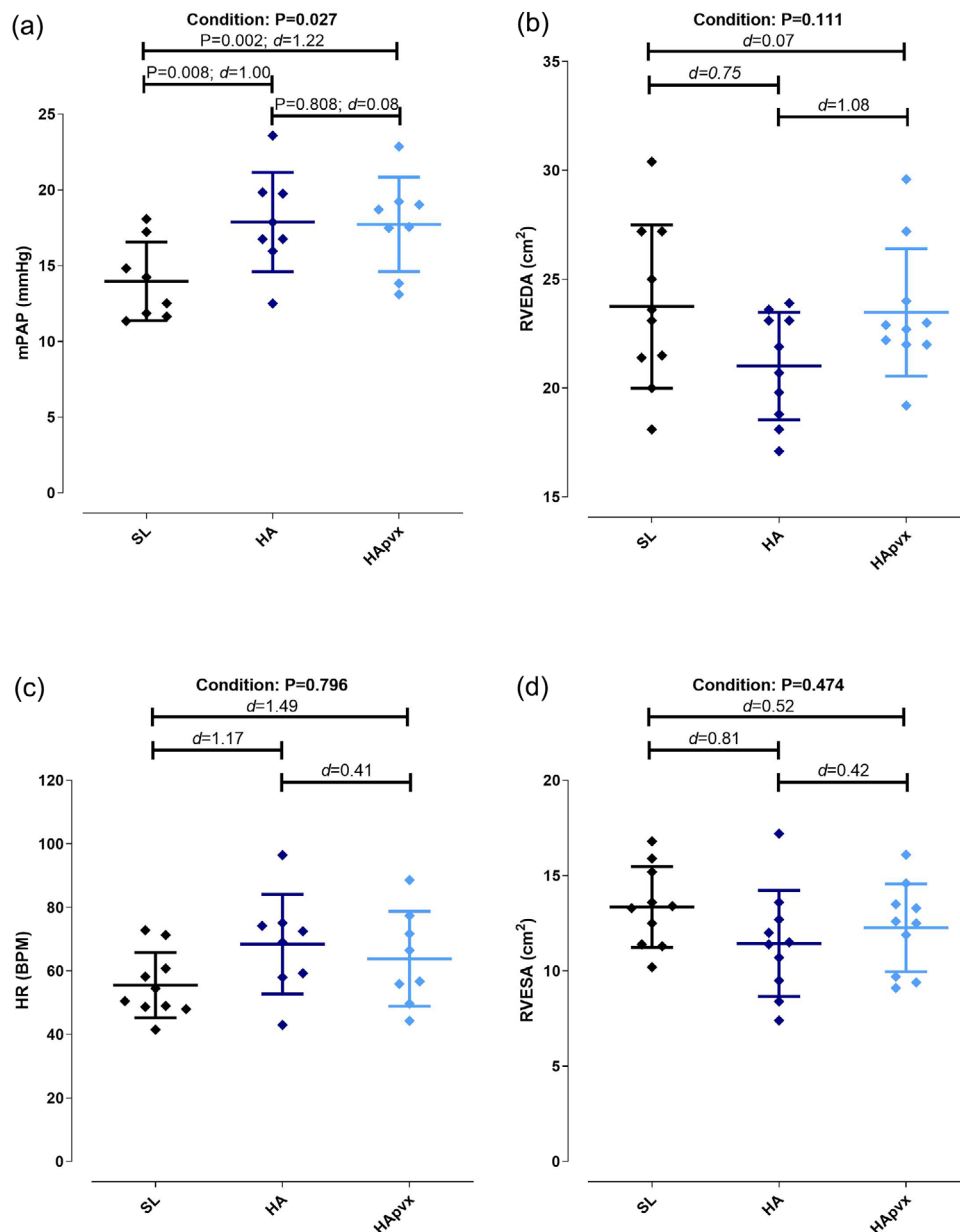 (a)
Condition: P=0.027
P=0.002; d=1.22
P=0.008; d=1.00
P=0.808; d=0.08
25
20
15
10
5
0
mPAP (mmHg)
SL
HA
HApvx
(b)
Condition: P=0.111
d=0.07
d=0.75
d=1.08
35
30
25
20
15
RVEDA (cm²)
SL
HA
HApvx
(c)
Condition: P=0.796
d=1.49
d=1.17
d=0.41
120
100
80
60
40
20
0
HR (BPM)
SL
HA
HApvx
(d)
Condition: P=0.474
d=0.52
d=0.81
d=0.42
20
15
10
5
0
RVESA (cm²)
SL
HA
HApvx